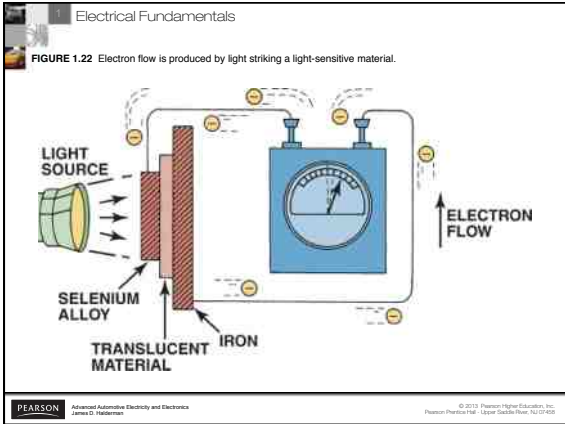 1
Electrical Fundamentals
FIGURE 1.22 Electron flow is produced by light striking a light-sensitive material.
LIGHT
SOURCE
ELECTRON
FLOW
SELENIUM
ALLOY
IRON
TRANSLUCENT
MATERIAL
PEARSON
Advanced Automotive Electricity and Electronics
James D. Halderman
© 2013 Pearson Higher Education, Inc.
Pearson Prentice Hall - Upper Saddle River, NJ 07458